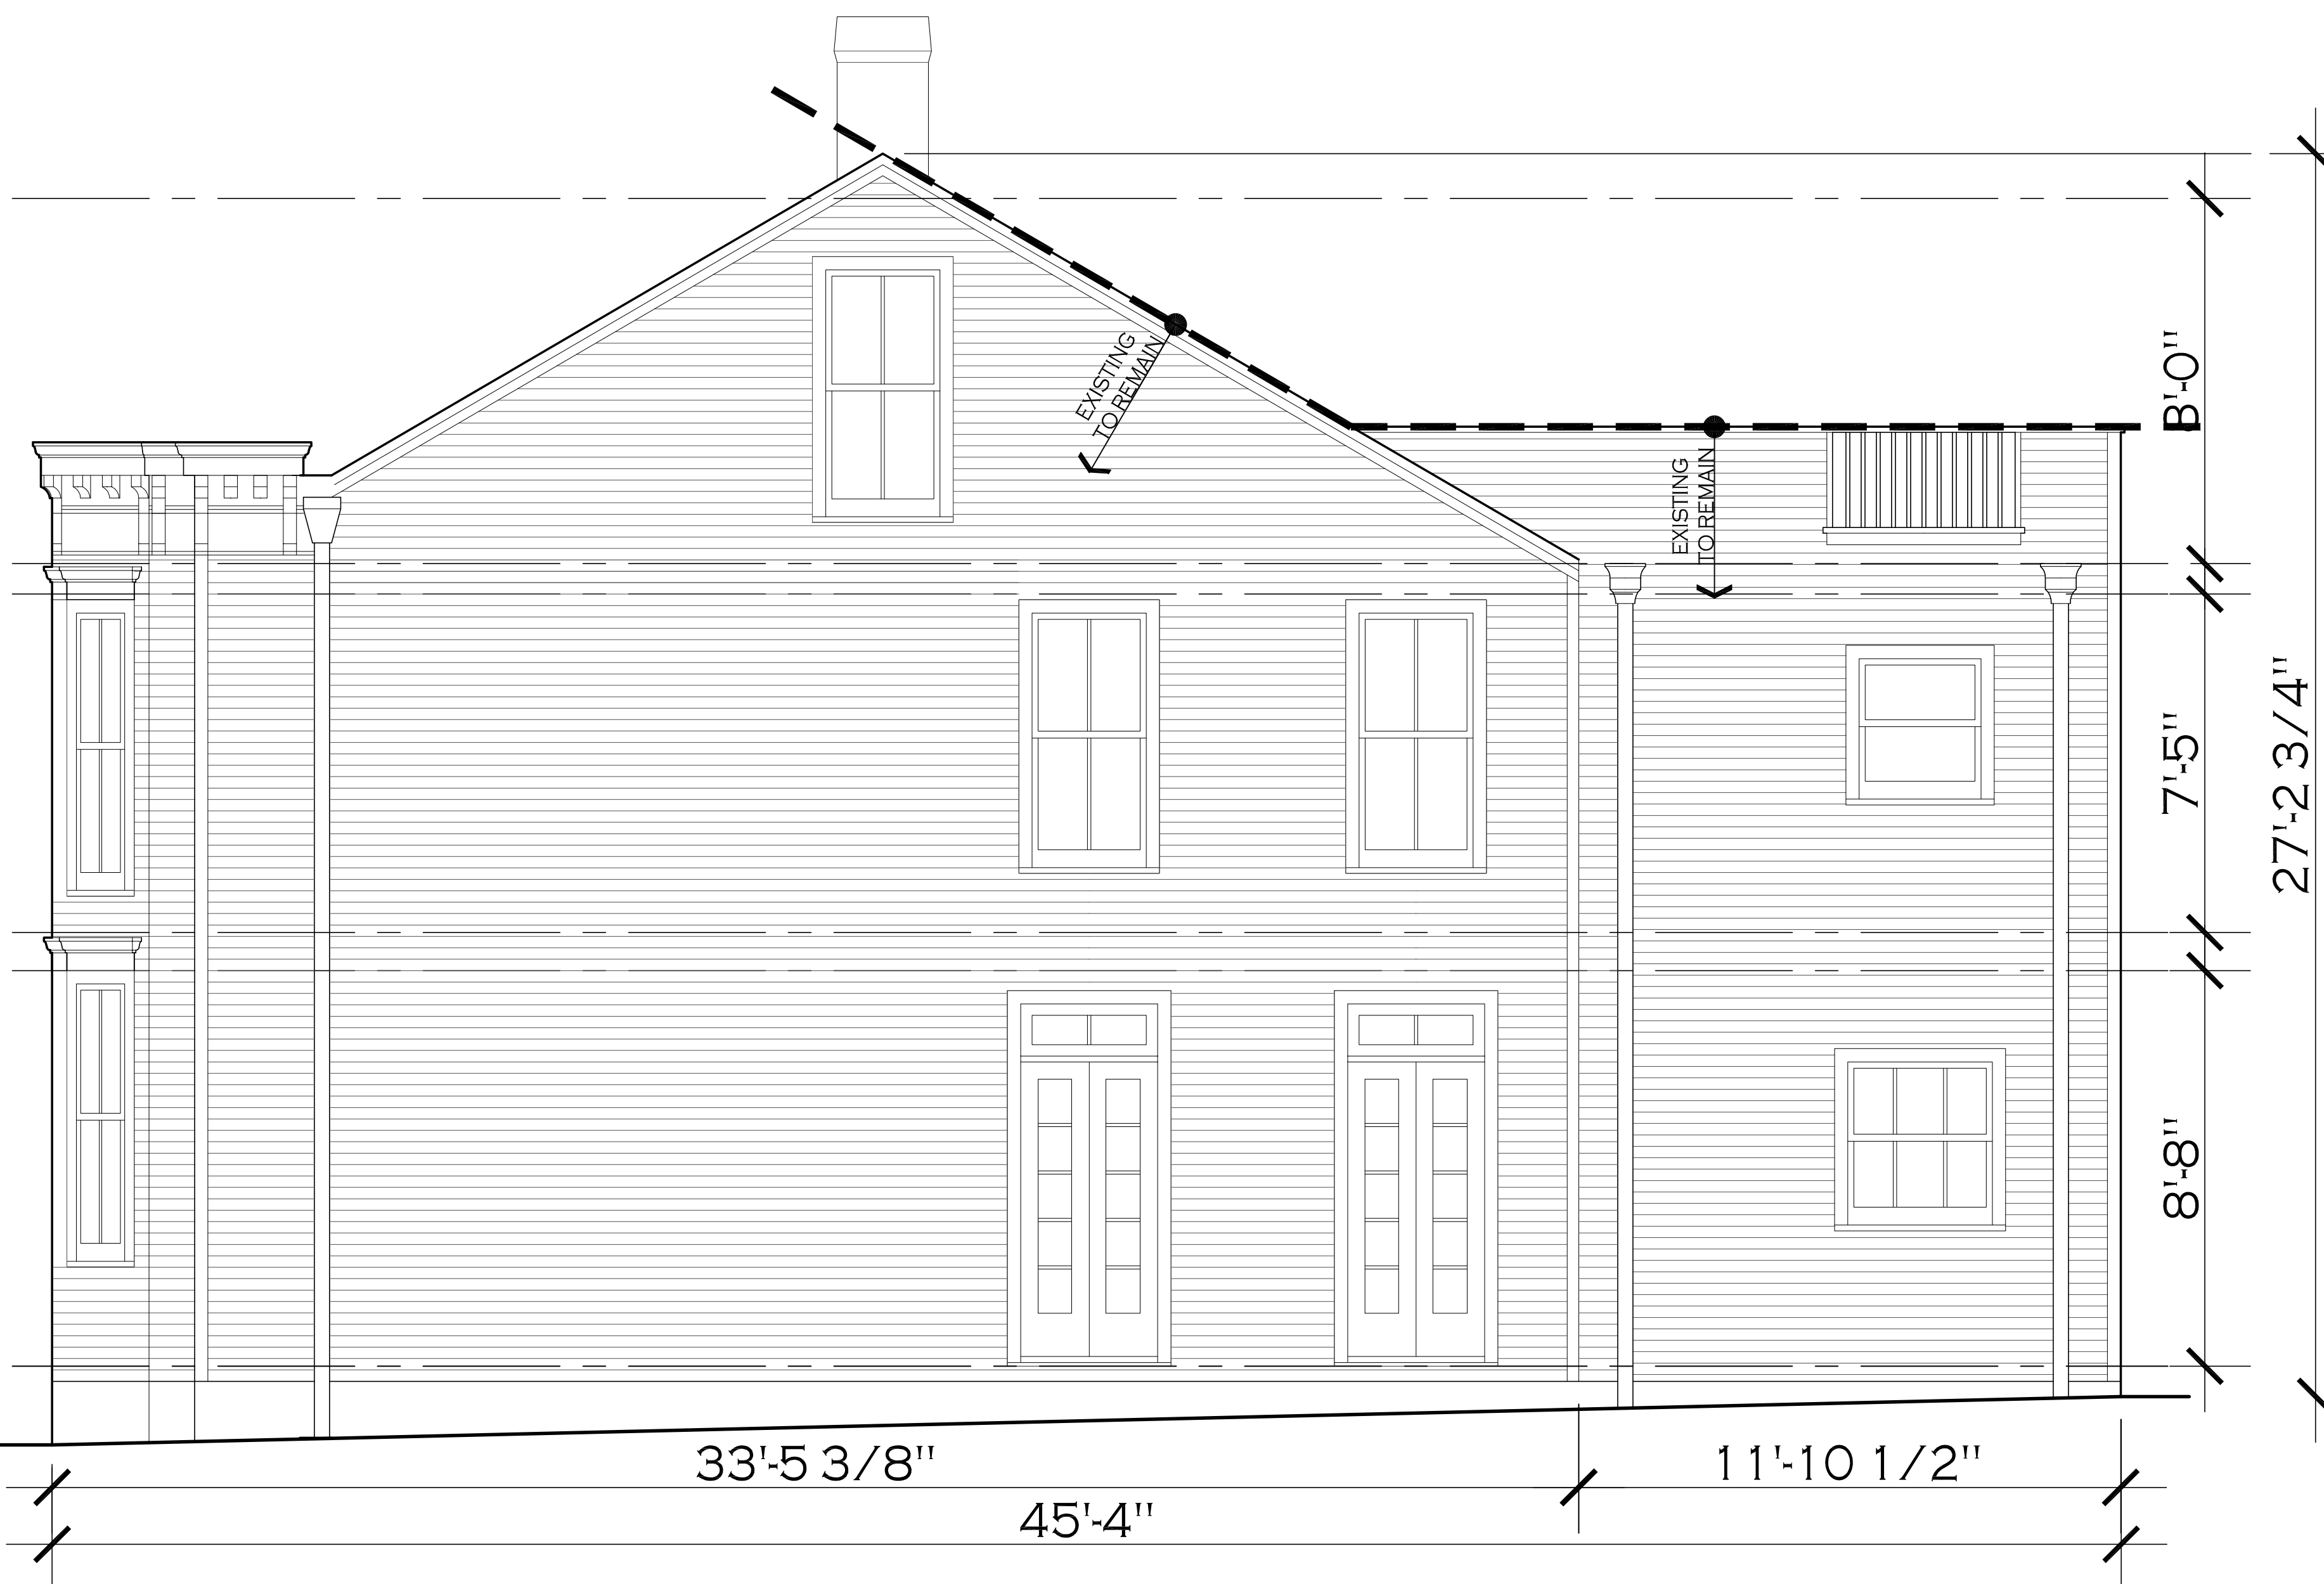 EXISTING
TO REMAIN
EXISTING
TO REMAIN
8'-0"
7'-5"
27'-2 3/4"
8'-8"
33'-5 3/8"
11'-10 1/2"
45'-4"